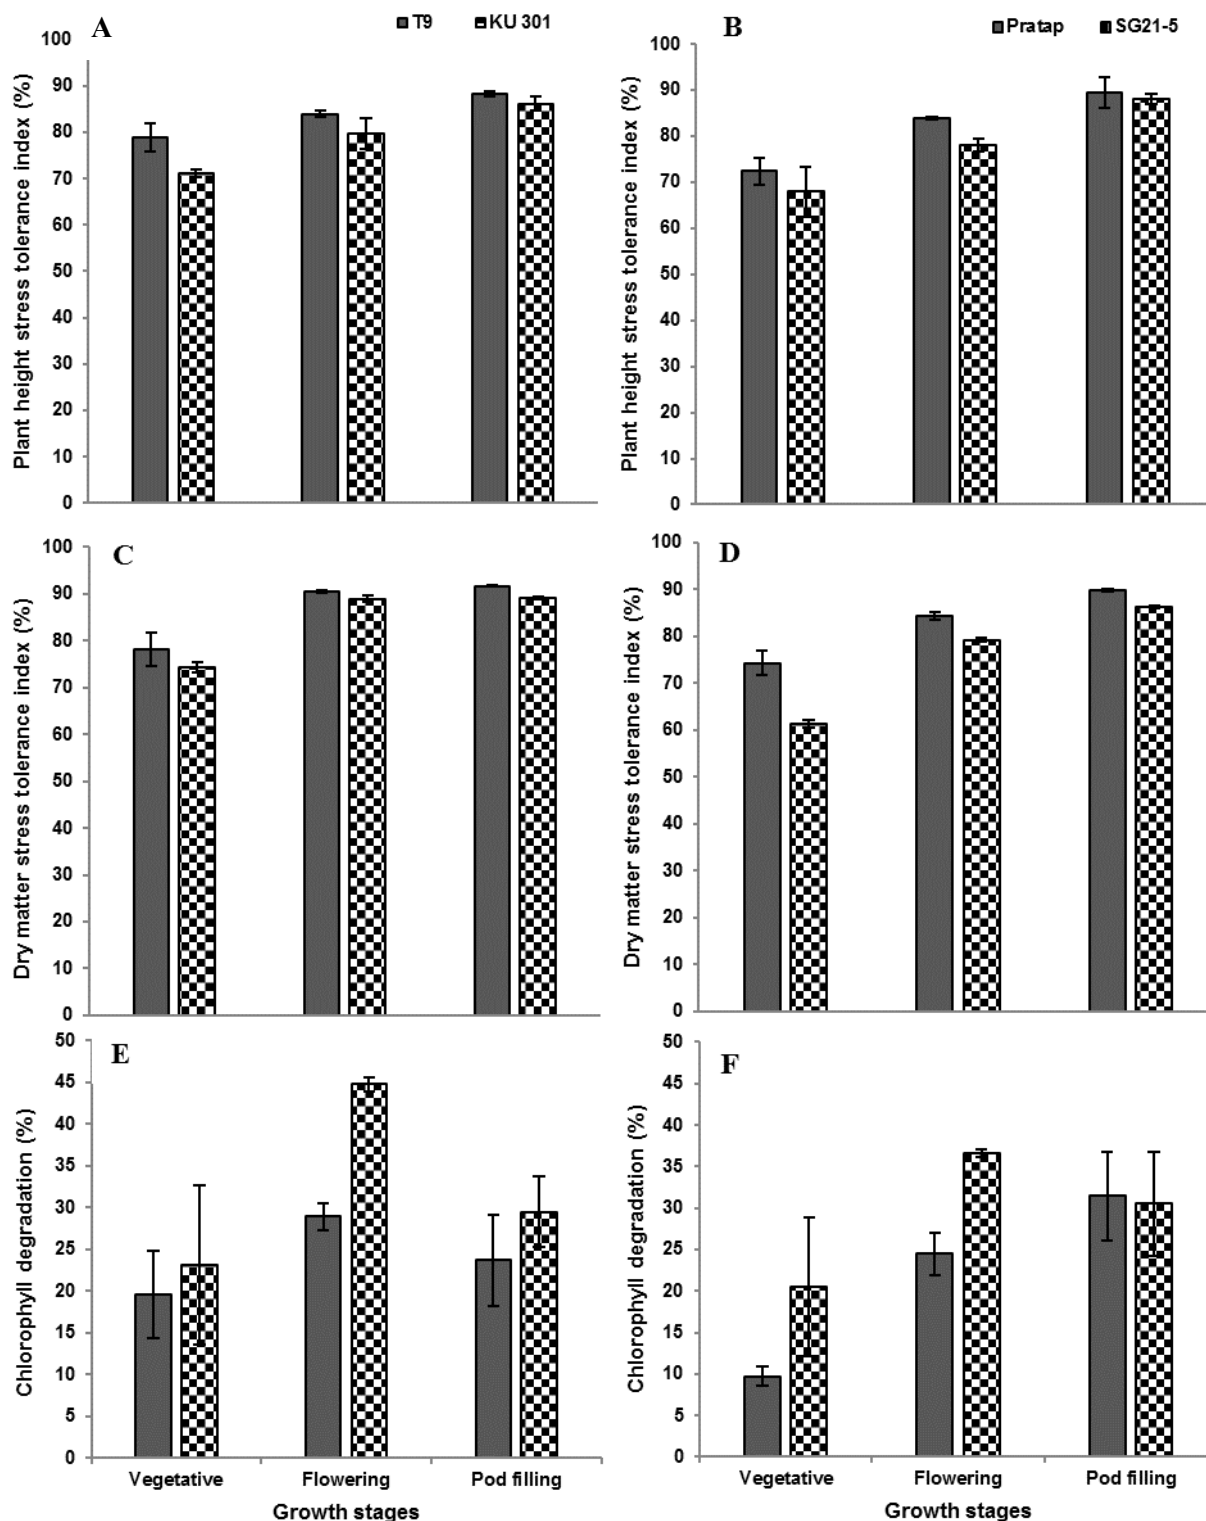 A
T9
KU 301
Plant height stress tolerance index (%)
100
90
80
70
60
50
40
30
20
10
0
B
Pratap
SG21-5
Plant height stress tolerance index (%)
100
90
80
70
60
50
40
30
20
10
0
C
Dry matter stress tolerance index (%)
100
90
80
70
60
50
40
30
20
10
0
D
Dry matter stress tolerance index (%)
100
90
80
70
60
50
40
30
20
10
0
E
Chlorophyll degradation (%)
50
45
40
35
30
25
20
15
10
5
0
Vegetative
Flowering
Pod filling
Growth stages
F
Chlorophyll degradation (%)
50
45
40
35
30
25
20
15
10
5
0
Vegetative
Flowering
Pod filling
Growth stages